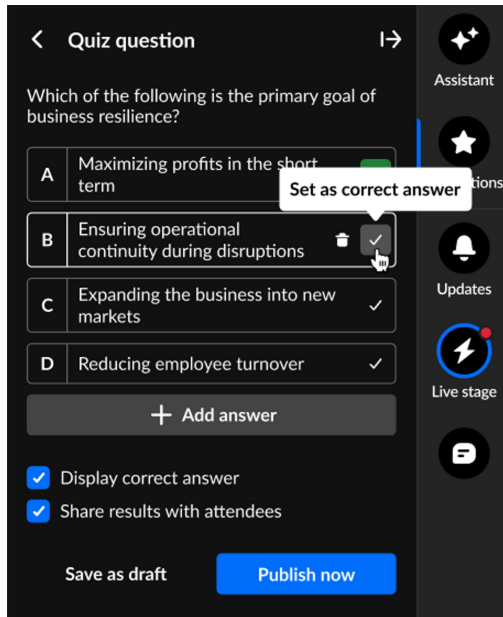 Quiz question
Which of the following is the primary goal of
business resilience?
A
Maximizing profits in the short
term
Set as correct answer
B
Ensuring operational
continuity during disruptions
C
Expanding the business into new
markets
D
Reducing employee turnover
+ Add answer
Display correct answer
Share results with attendees
Save as draft
Publish now
Assistant
Updates
Live stage